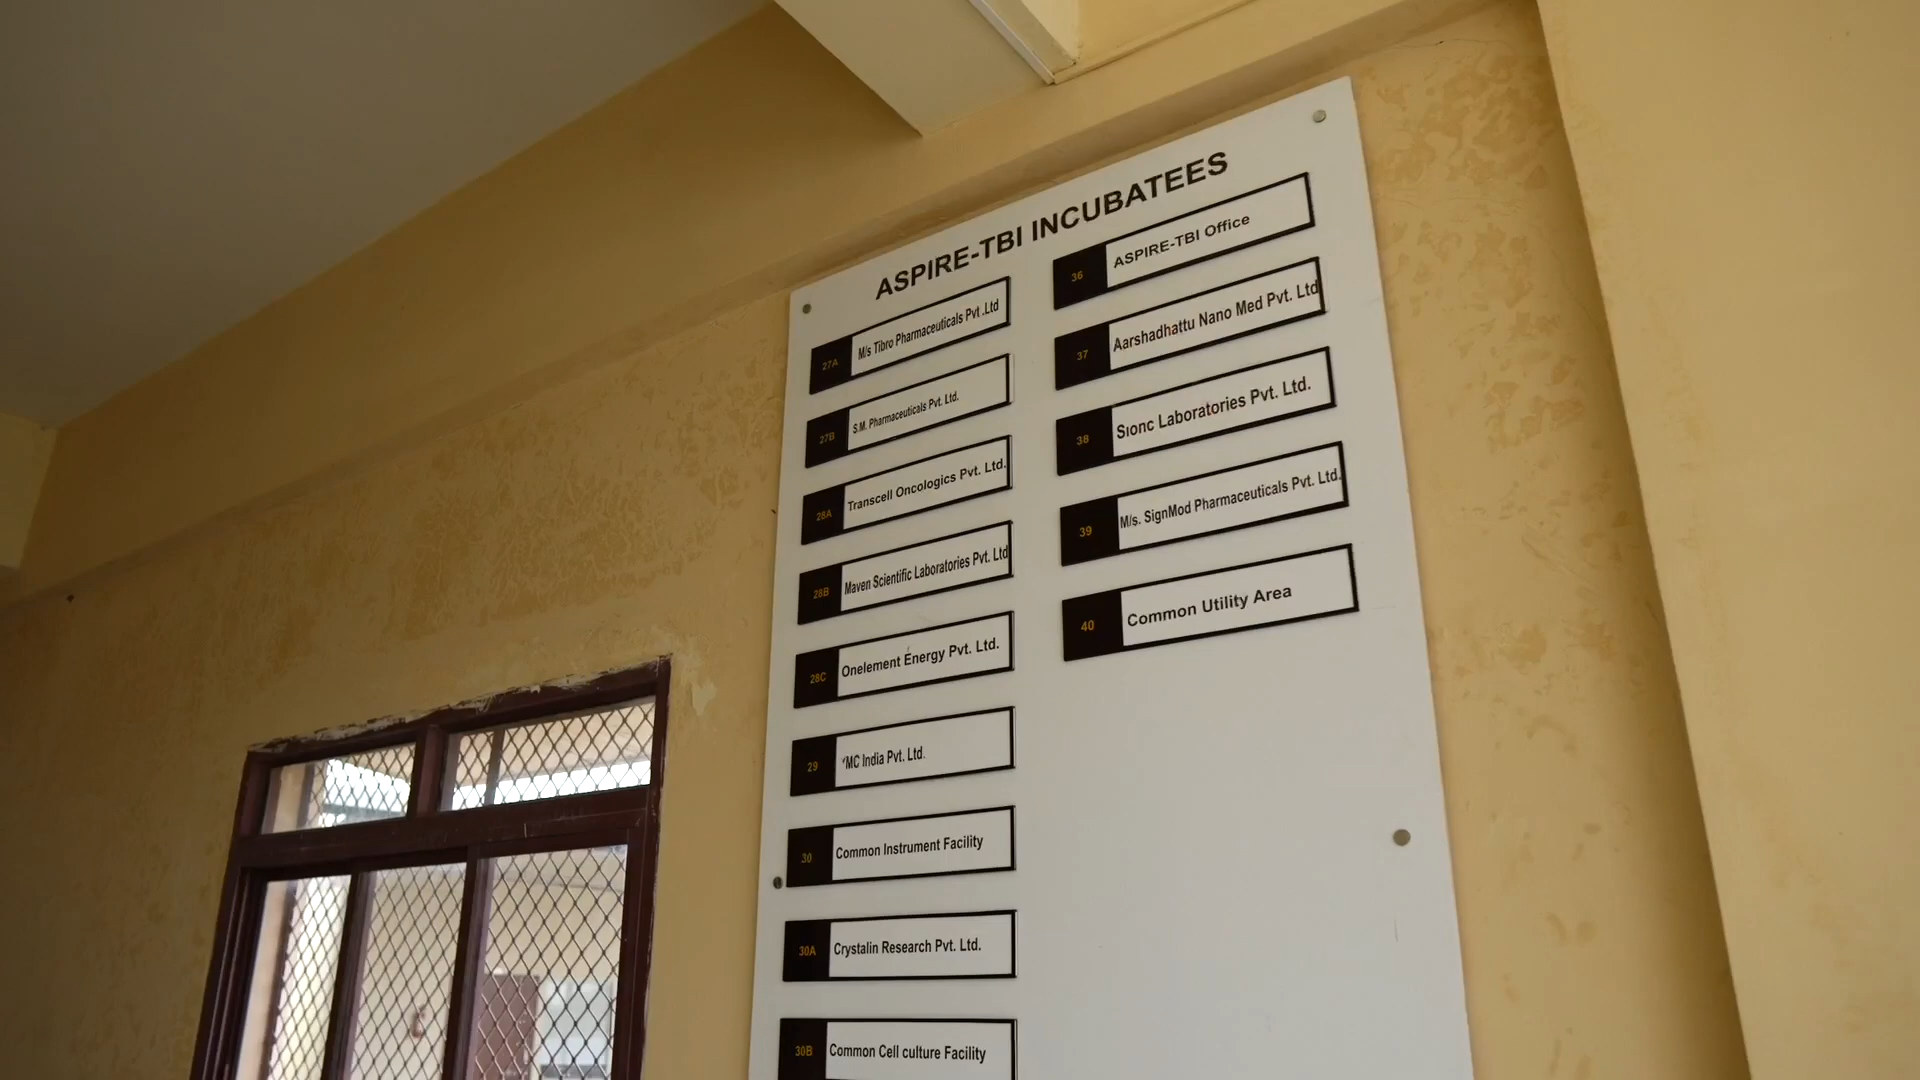 ASPIRE-TBI INCUBATEES
27A M/s Tibro Pharmaceuticals Pvt .Ltd
27B S.M. Pharmaceuticals Pvt. Ltd.
28A Transcell Oncologics Pvt. Ltd.
28B Maven Scientific Laboratories Pvt. Ltd
28C Onelement Energy Pvt. Ltd.
29 India Pvt. Ltd.
30 Common Instrument Facility
30A Crystalin Research Pvt. Ltd.
30B Common Cell culture Facility
36 ASPIRE-TBI Office
37 Aarshadhattu Nano Med Pvt. Ltd
38 Sionc Laboratories Pvt. Ltd.
39 M/s. SignMod Pharmaceuticals Pvt. Ltd.
40 Common Utility Area